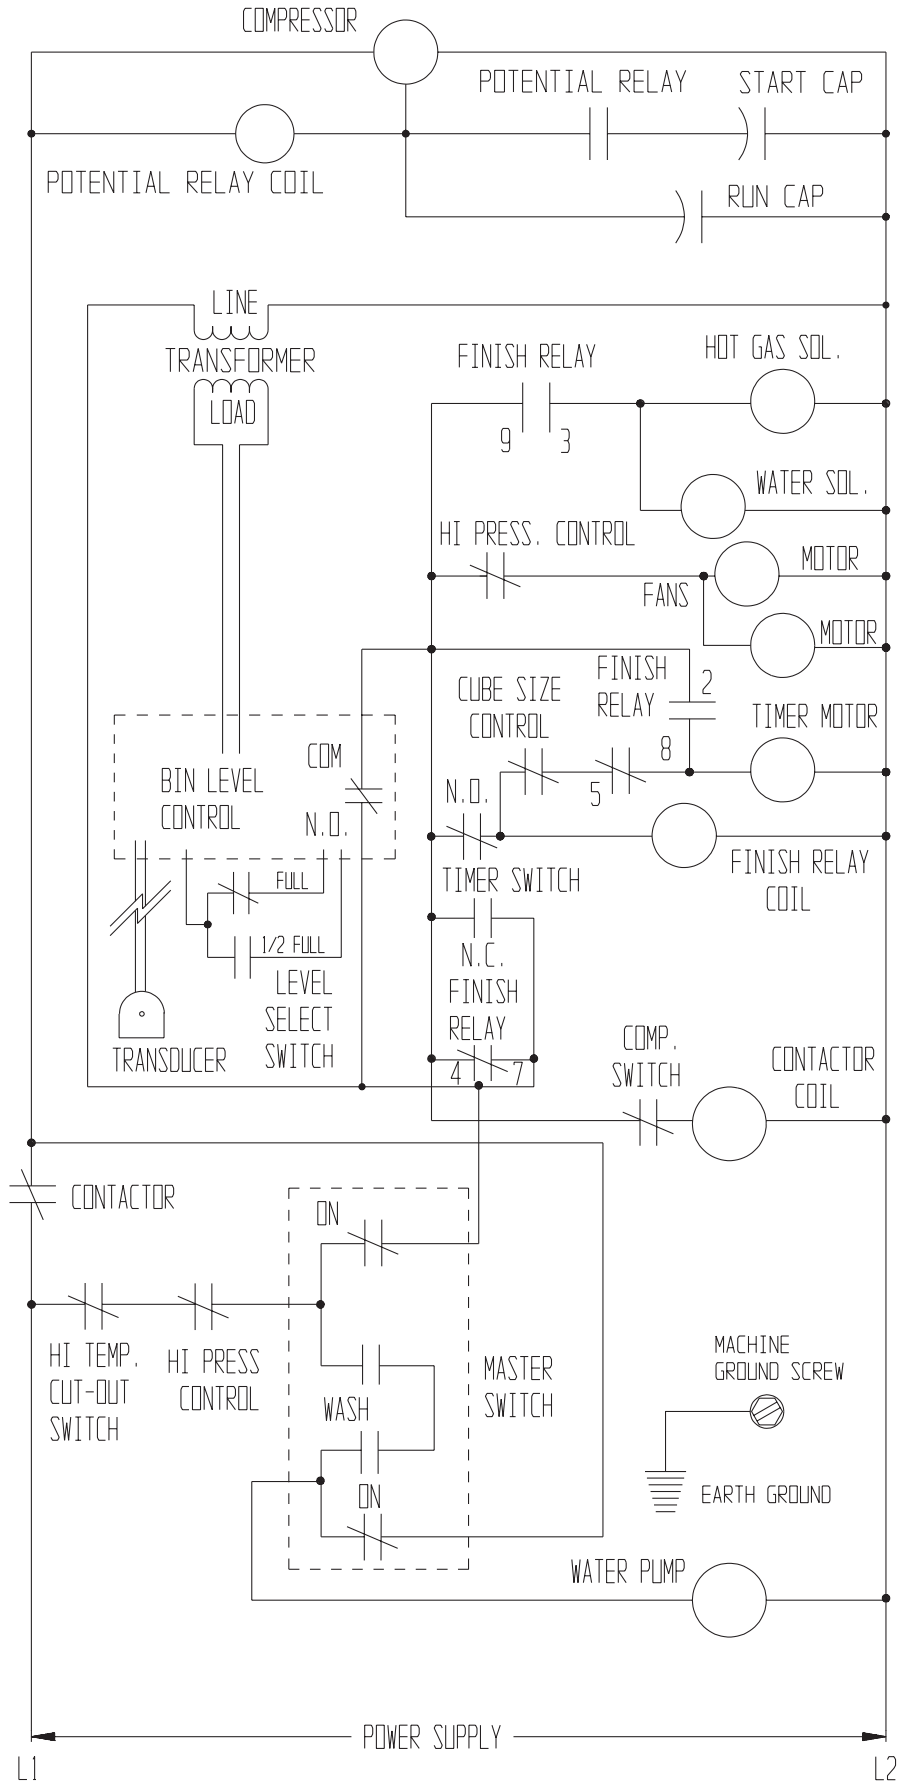 COMPRESSOR
POTENTIAL RELAY
START CAP
POTENTIAL RELAY COIL
RUN CAP
LINE
TRANSFORMER
LOAD
FINISH RELAY
HOT GAS SOL.
9 3
WATER SOL.
HI PRESS. CONTROL
MOTOR
FANS
MOTOR
FINISH
RELAY
2
CUBE SIZE
CONTROL
TIMER MOTOR
8
COM
BIN LEVEL
CONTROL
5
N.O.
N.O.
FINISH RELAY
COIL
TIMER SWITCH
FULL
1/2 FULL
N.C.
FINISH
RELAY
LEVEL
SELECT
SWITCH
TRANSDUCER
4 7
COMP.
SWITCH
CONTACTOR
COIL
CONTACTOR
ON
HI TEMP.
CUT-OUT
SWITCH
HI PRESS
CONTROL
WASH
MASTER
SWITCH
MACHINE
GROUND SCREW
ON
EARTH GROUND
WATER PUMP
POWER SUPPLY
L1
L2